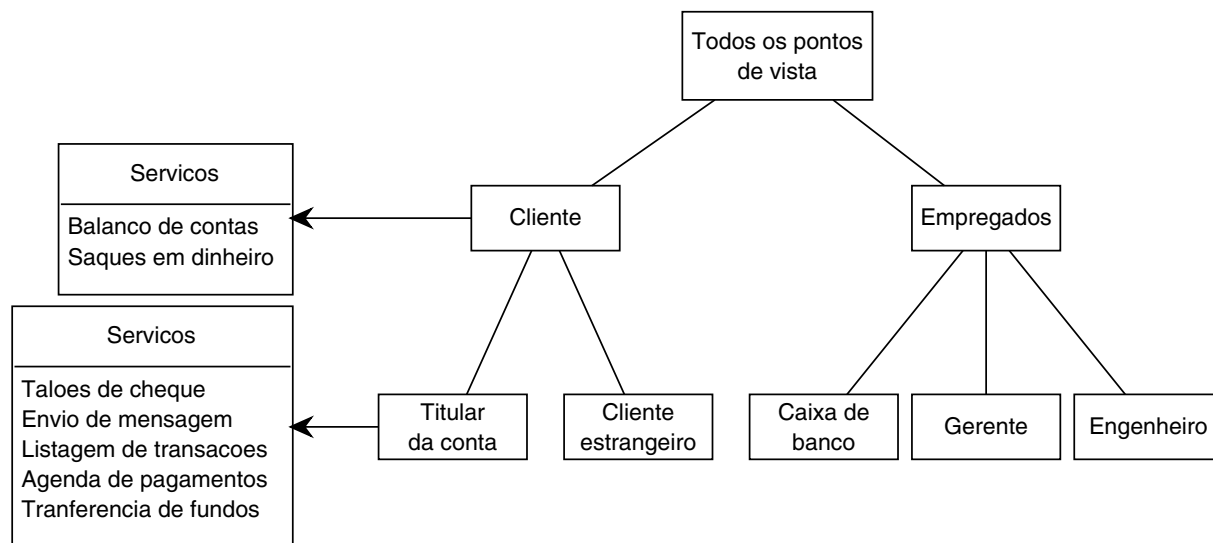 Todos os pontos
de vista
Servicos
Balanco de contas
Saques em dinheiro
Cliente
Empregados
Servicos
Taloes de cheque
Envio de mensagem
Listagem de transacoes
Agenda de pagamentos
Tranferencia de fundos
Titular
da conta
Cliente
estrangeiro
Caixa de
banco
Gerente
Engenheiro